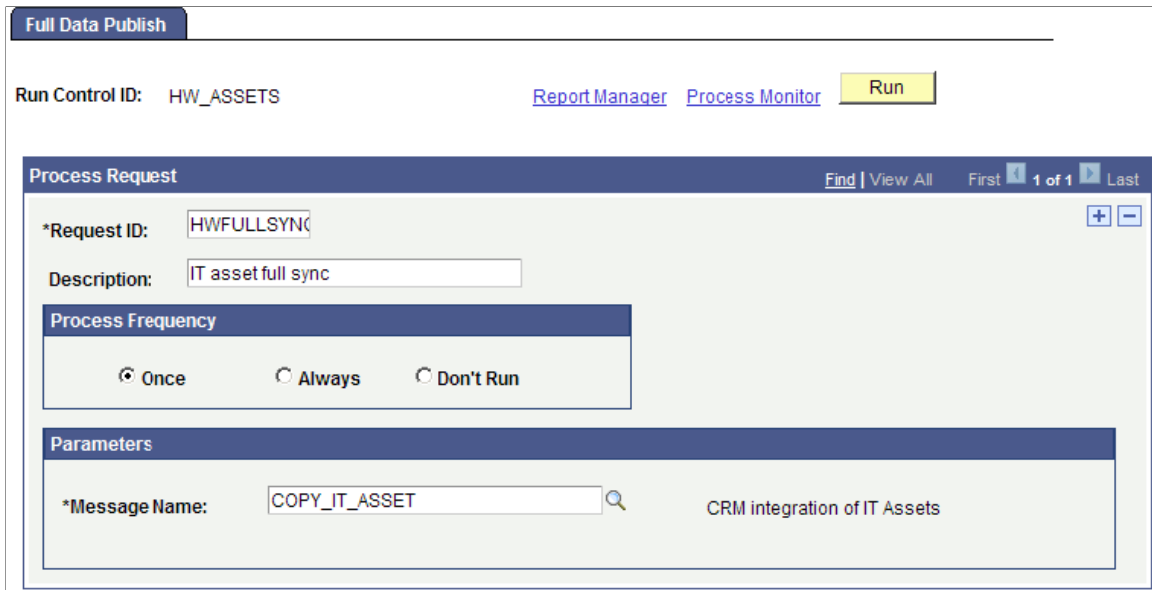 Full Data Publish
Run Control ID: HW_ASSETS Report Manager Process Monitor Run
Process Request Find | View All First 1 of 1 Last
*Request ID: HWFULLSYNC
Description: IT asset full sync
Process Frequency
Once Always Don't Run
Parameters
*Message Name: COPY_IT_ASSET CRM integration of IT Assets